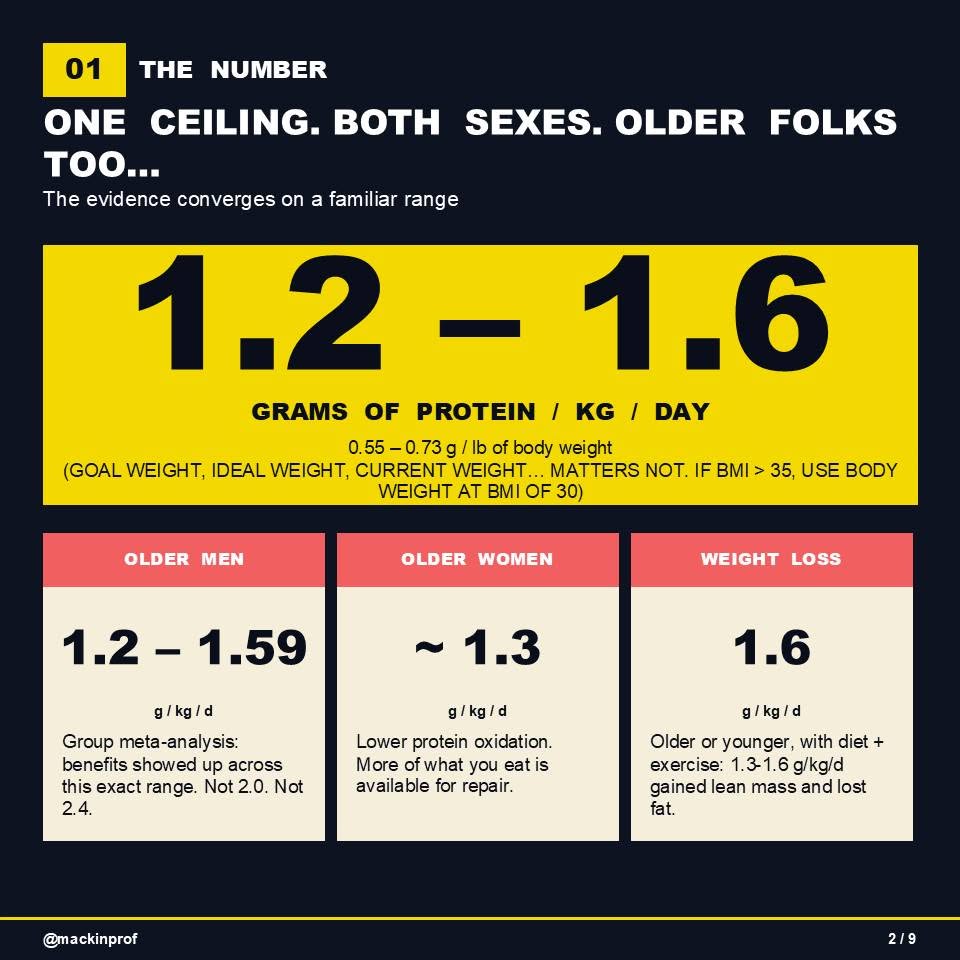 01 THE NUMBER
ONE CEILING. BOTH SEXES. OLDER FOLKS
TOO...
The evidence converges on a familiar range
1.2 – 1.6
GRAMS OF PROTEIN / KG / DAY
0.55 – 0.73 g / lb of body weight
(GOAL WEIGHT, IDEAL WEIGHT, CURRENT WEIGHT… MATTERS NOT. IF BMI > 35, USE BODY
WEIGHT AT BMI OF 30)
OLDER MEN
1.2 – 1.59
g / kg / d
Group meta-analysis:
benefits showed up across
this exact range. Not 2.0. Not
2.4.
OLDER WOMEN
~ 1.3
g / kg / d
Lower protein oxidation.
More of what you eat is
available for repair.
WEIGHT LOSS
1.6
g / kg / d
Older or younger, with diet +
exercise: 1.3-1.6 g/kg/d
gained lean mass and lost
fat.
@mackinprof
2 / 9